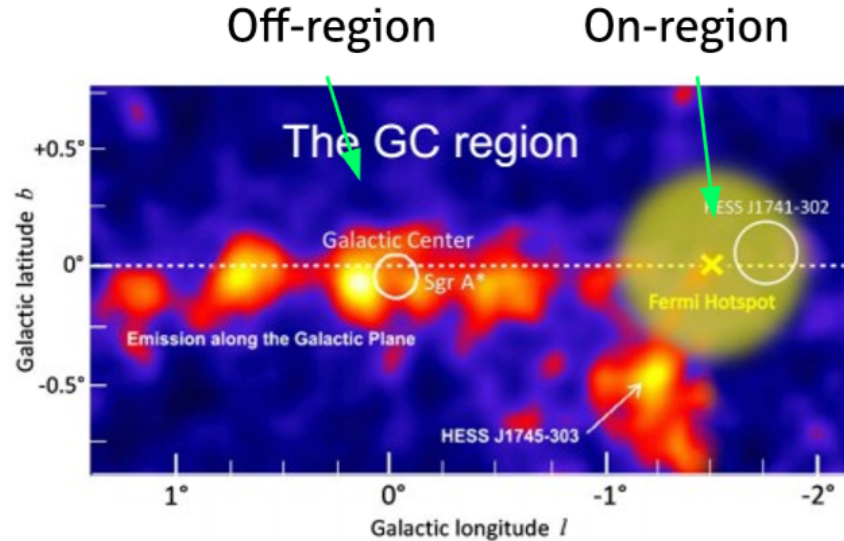 Off-region
On-region
The GC region
HESS J1741-302
Galactic Center
Sgr A*
Fermi Hotspot
Emission along the Galactic Plane
HESS J1745-303
+0.5°
0°
-0.5°
Galactic latitude b
1°
0°
-1°
-2°
Galactic longitude l